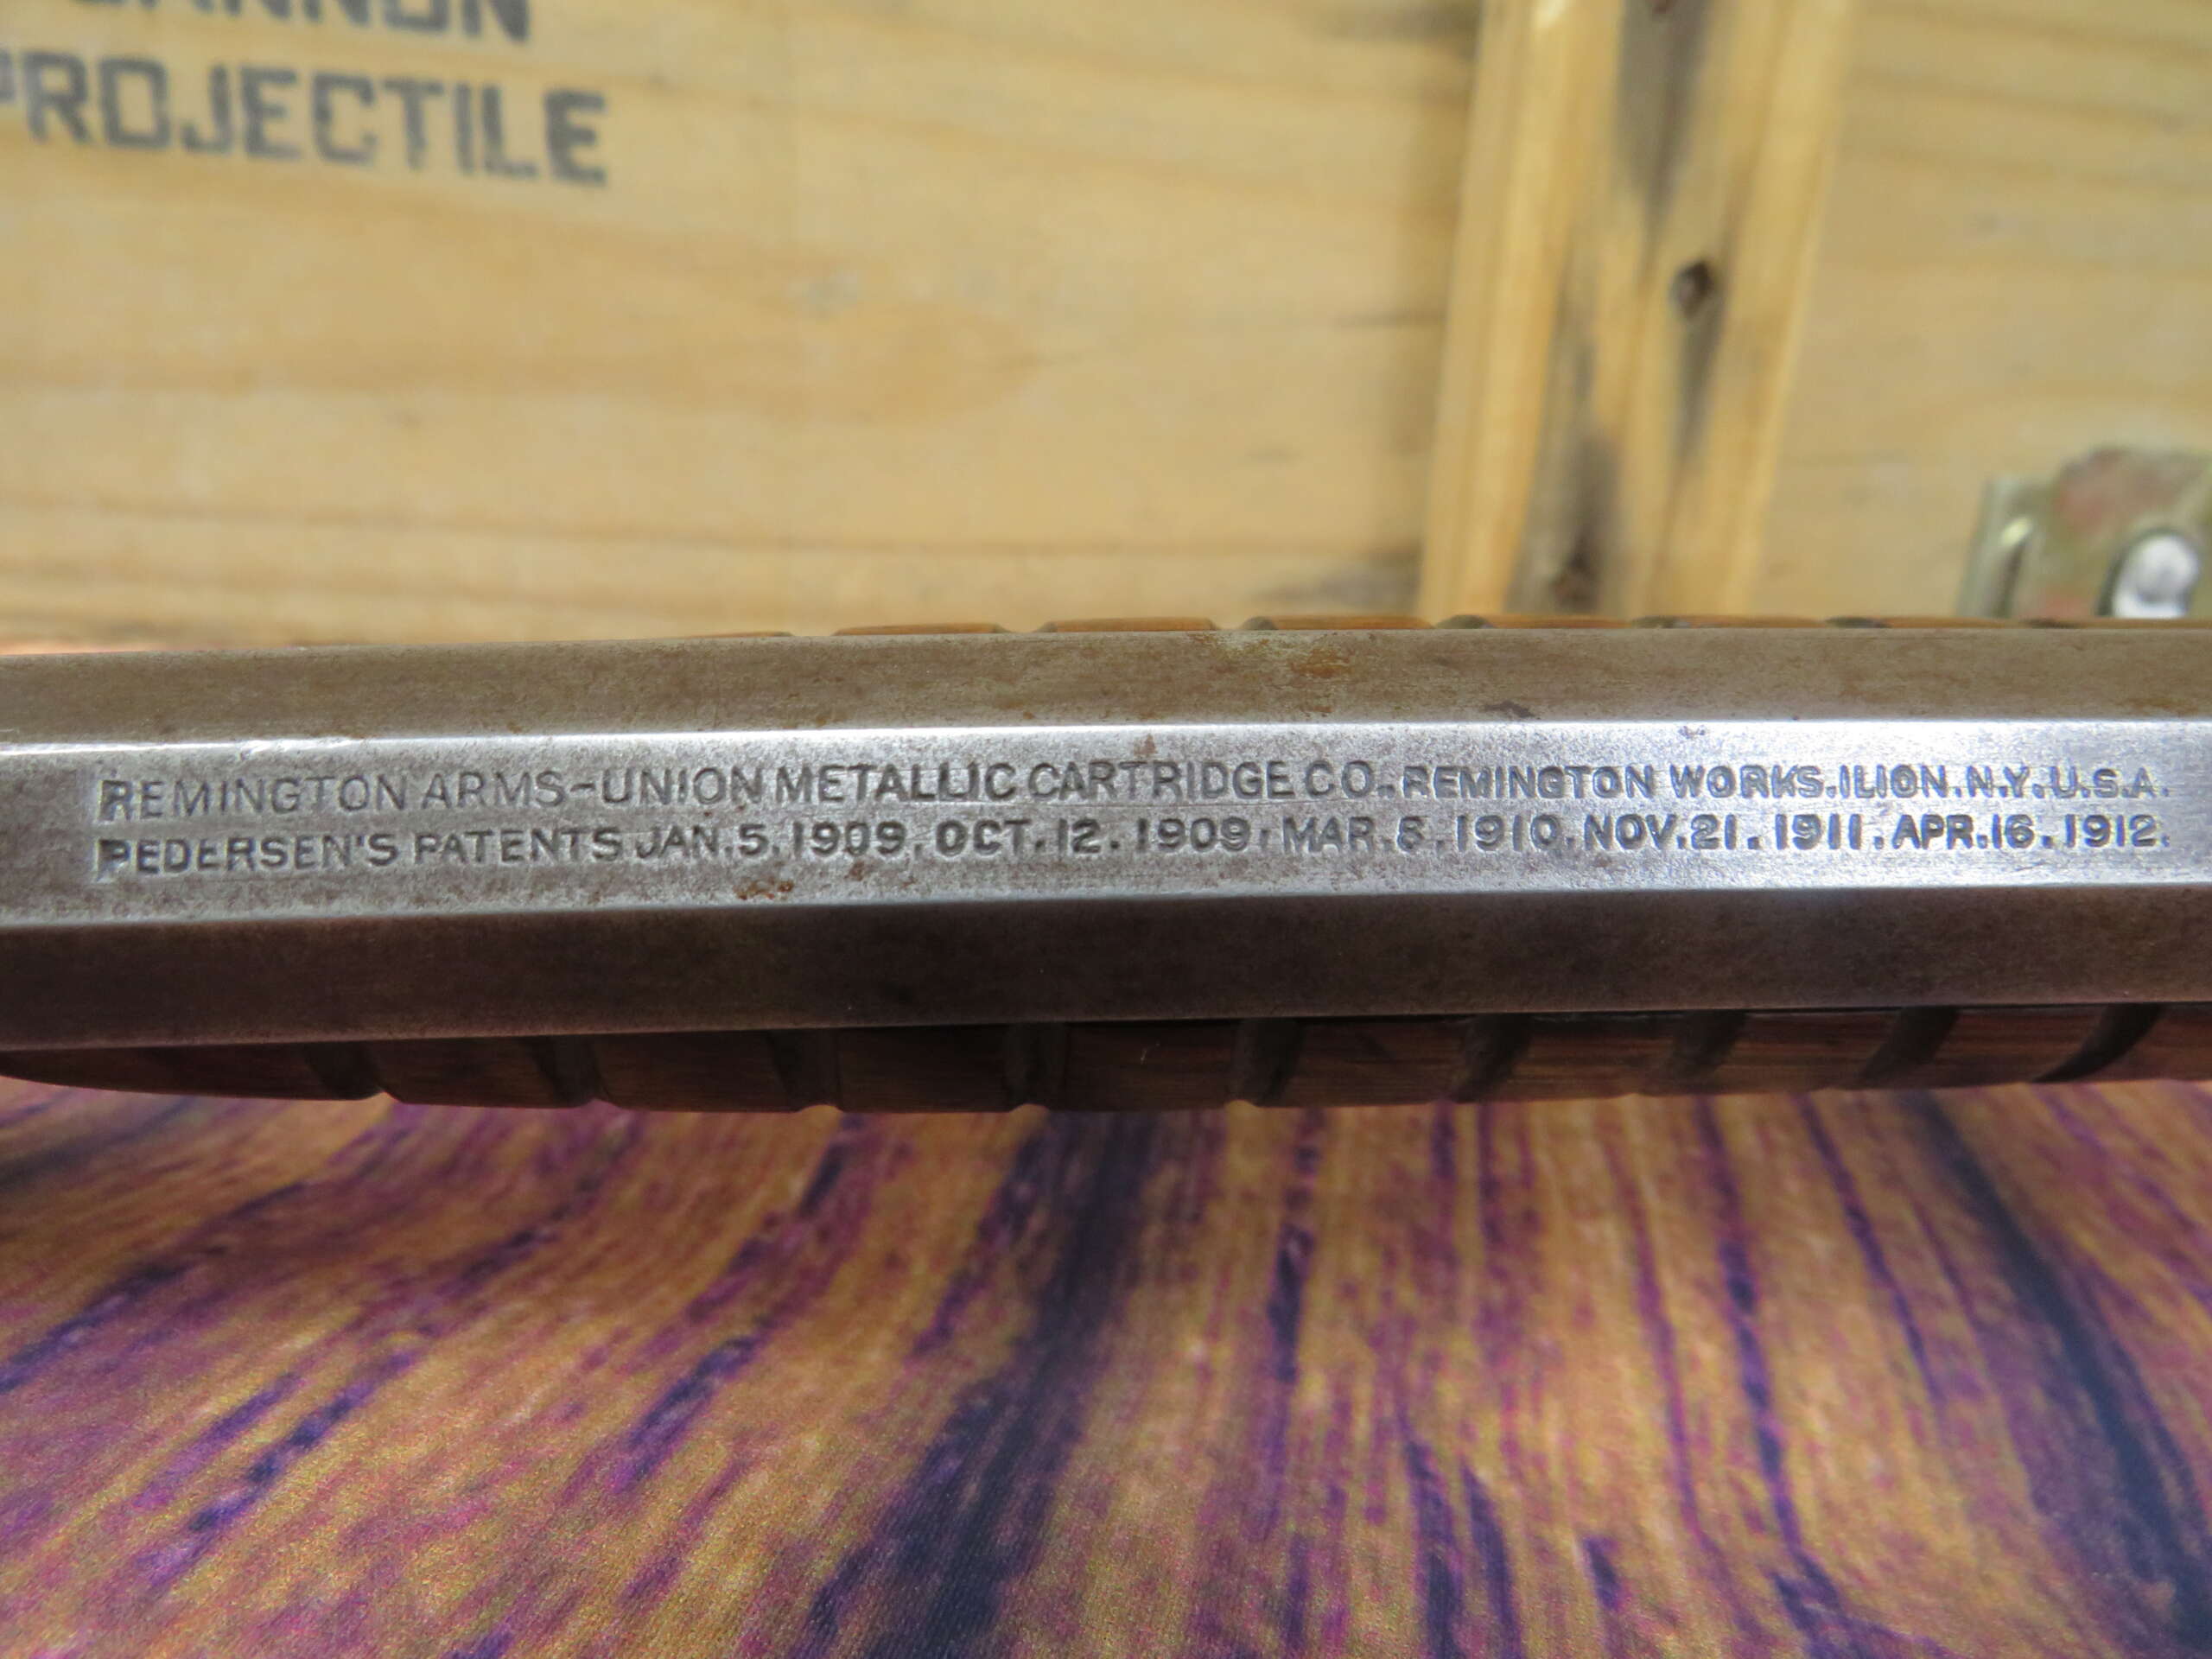 PROJECTILE
REMINGTON ARMS-UNION METALLIC CARTRIDGE CO. REMINGTON WORKS. ILION. N.Y. U.S.A.
PEDERSEN'S PATENTS JAN. 5. 1909. OCT. 12. 1909. MAR. 8. 1910. NOV. 21. 1911. APR. 16. 1912.